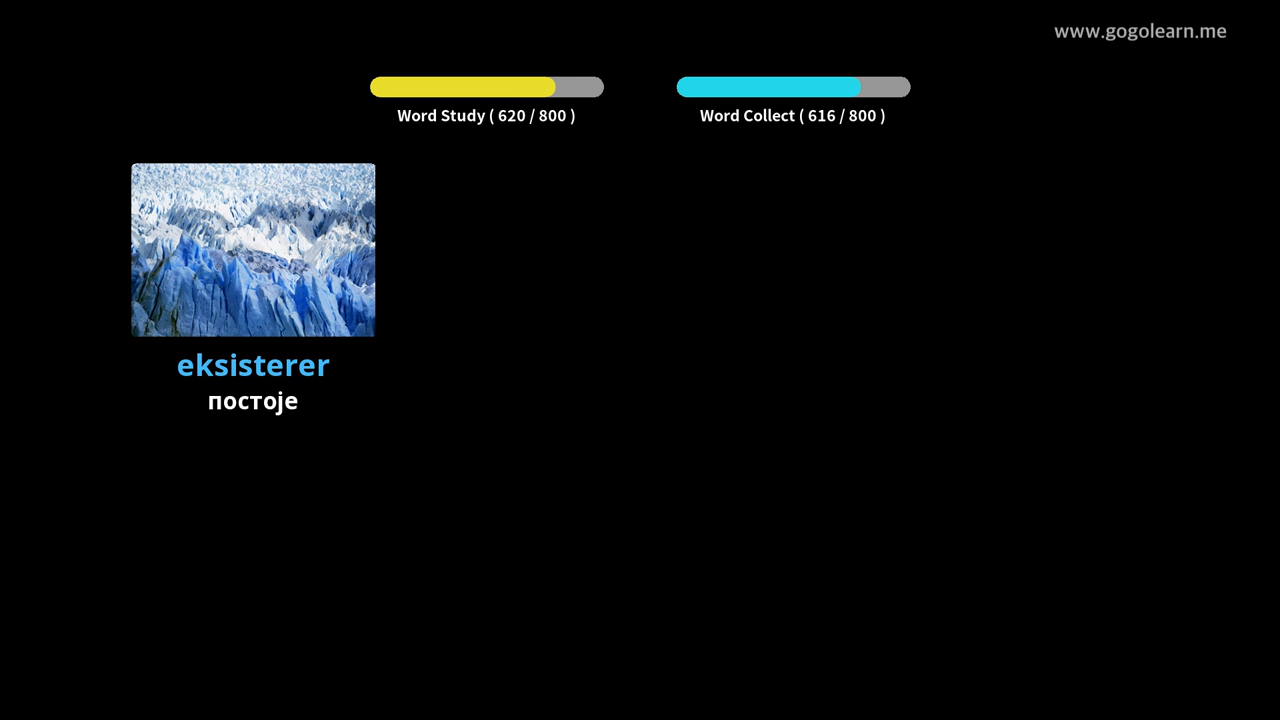 www.gogolearn.me
Word Study ( 620 / 800 )
Word Collect ( 616 / 800 )
eksisterer
постоје